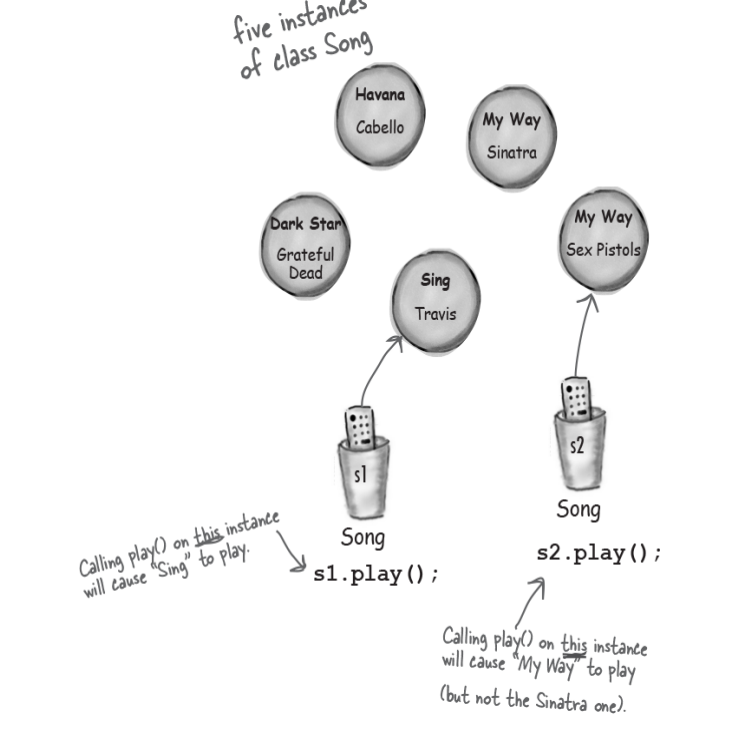 five instances
of class Song
Havana
Cabello
My Way
Sinatra
Dark Star
Grateful
Dead
My Way
Sex Pistols
Sing
Travis
s1
s2
Song
Song
s1.play();
s2.play();
Calling play() on this instance
will cause "Sing" to play.
Calling play() on this instance
will cause "My Way" to play
(but not the Sinatra one).